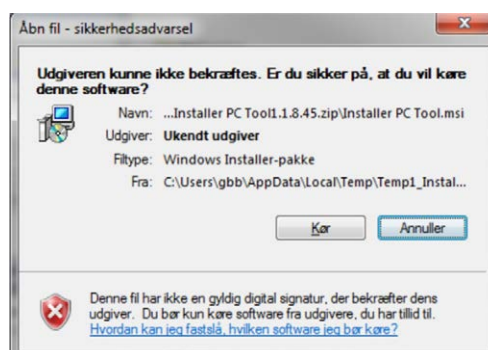 Åbn fil - sikkerhedsadvarsel
Udgiveren kunne ikke bekræftes. Er du sikker på, at du vil køre
denne software?
Navn: ...Installer PC Tool1.1.8.45.zip\Installer PC Tool.msi
Udgiver: Ukendt udgiver
Filtype: Windows Installer-pakke
Fra: C:\Users\gbb\AppData\Local\Temp\Temp1_Instal...
Kør Annuller
Denne fil har ikke en gyldig digital signatur, der bekræfter dens
udgiver. Du bør kun køre software fra udgivere, du har tillid til.
Hvordan kan jeg fastslå, hvilken software jeg bør køre?